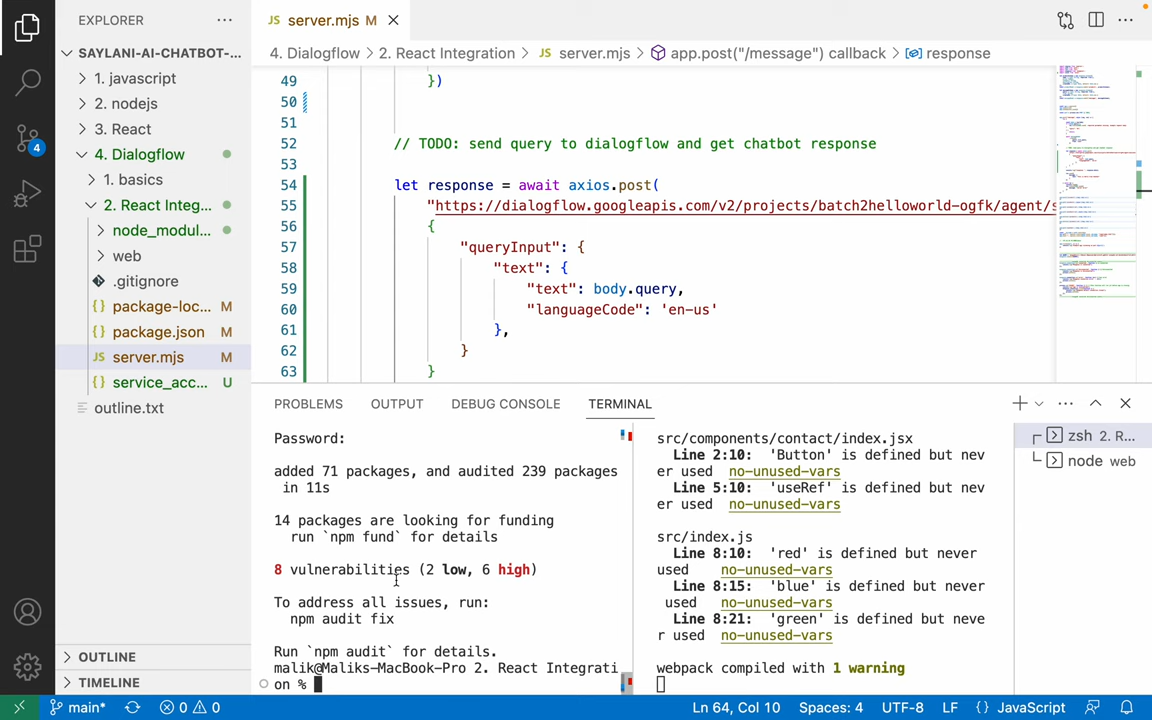 EXPLORER
SAYLANI-AI-CHATBOT-...
1. javascript
2. nodejs
3. React
4. Dialogflow
1. basics
2. React Integ...
node_modul...
web
.gitignore
package-loc... M
package.json M
JS server.mjs M
service_acc... U
outline.txt
OUTLINE
TIMELINE
JS server.mjs M
4. Dialogflow > 2. React Integration > JS server.mjs > app.post("/message") callback > response
49 })
50
51
52 // TODO: send query to dialogflow and get chatbot response
53
54 let response = await axios.post(
55 "https://dialogflow.googleapis.com/v2/projects/batch2helloworld-ogfk/agent/s
56 {
57 "queryInput": {
58 "text": {
59 "text": body.query,
60 "languageCode": 'en-us'
61 },
62 }
63 }
PROBLEMS OUTPUT DEBUG CONSOLE TERMINAL
Password:
added 71 packages, and audited 239 packages
in 11s
14 packages are looking for funding
run `npm fund` for details
8 vulnerabilities (2 low, 6 high)
To address all issues, run:
npm audit fix
Run `npm audit` for details.
malik@Maliks-MacBook-Pro 2. React Integrati
on %
src/components/contact/index.jsx
Line 2:10: 'Button' is defined but nev
er used no-unused-vars
Line 5:10: 'useRef' is defined but nev
er used no-unused-vars
src/index.js
Line 8:10: 'red' is defined but never
used no-unused-vars
Line 8:15: 'blue' is defined but never
used no-unused-vars
Line 8:21: 'green' is defined but neve
r used no-unused-vars
webpack compiled with 1 warning
zsh 2. R...
node web
4
main* 0 0 Ln 64, Col 10 Spaces: 4 UTF-8 LF {} JavaScript